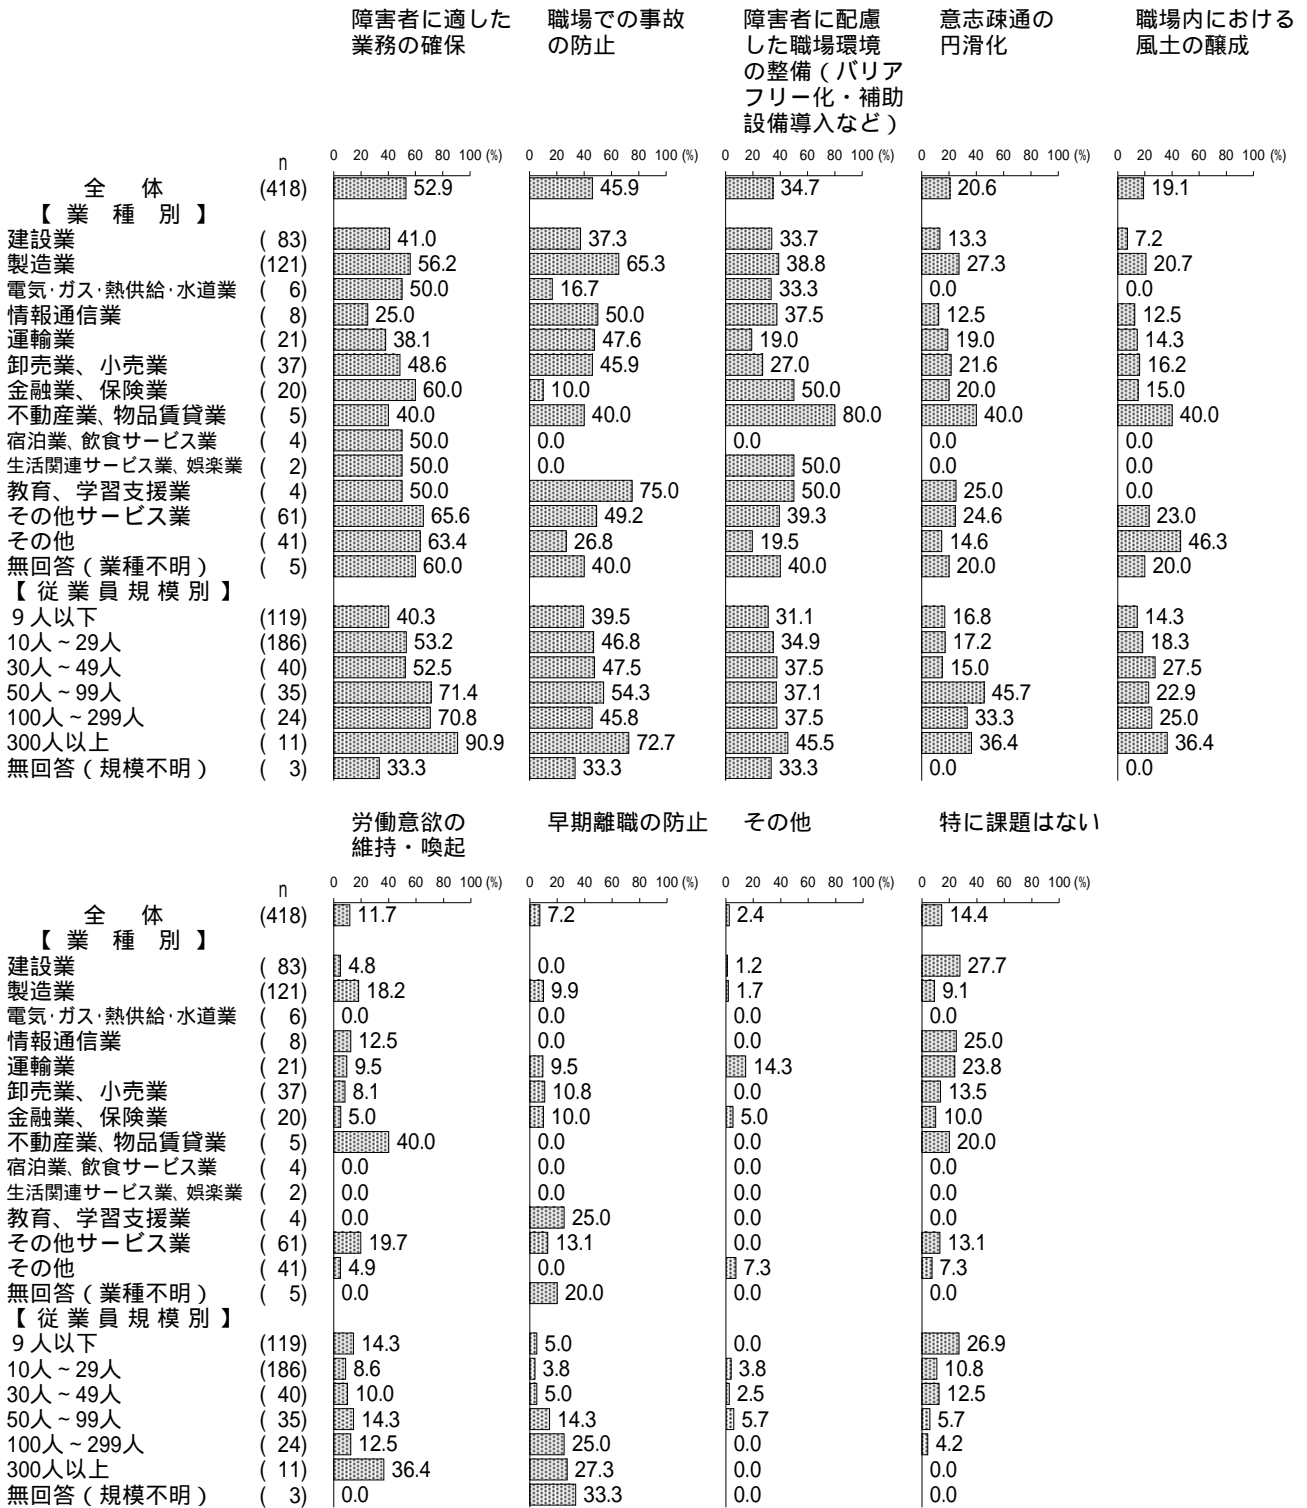 障害者に適した
業務の確保
職場での事故
の防止
障害者に配慮
した職場環境
の整備（バリア
フリー化・補助
設備導入など）
意志疎通の
円滑化
職場内における
風土の醸成
n 0 20 40 60 80 100 (%) 0 20 40 60 80 100 (%) 0 20 40 60 80 100 (%) 0 20 40 60 80 100 (%) 0 20 40 60 80 100 (%)
全 体 (418) 52.9 45.9 34.7 20.6 19.1
【業種別】
建設業 ( 83) 41.0 37.3 33.7 13.3 7.2
製造業 (121) 56.2 65.3 38.8 27.3 20.7
電気･ガス･熱供給･水道業 ( 6) 50.0 16.7 33.3 0.0 0.0
情報通信業 ( 8) 25.0 50.0 37.5 12.5 12.5
運輸業 ( 21) 38.1 47.6 19.0 19.0 14.3
卸売業、小売業 ( 37) 48.6 45.9 27.0 21.6 16.2
金融業、保険業 ( 20) 60.0 10.0 50.0 20.0 15.0
不動産業、物品賃貸業 ( 5) 40.0 40.0 80.0 40.0 40.0
宿泊業、飲食サービス業 ( 4) 50.0 0.0 0.0 0.0 0.0
生活関連サービス業、娯楽業 ( 2) 50.0 0.0 50.0 0.0 0.0
教育、学習支援業 ( 4) 50.0 75.0 50.0 25.0 0.0
その他サービス業 ( 61) 65.6 49.2 39.3 24.6 23.0
その他 ( 41) 63.4 26.8 19.5 14.6 46.3
無回答（業種不明） ( 5) 60.0 40.0 40.0 20.0 20.0
【従業員規模別】
９人以下 (119) 40.3 39.5 31.1 16.8 14.3
10人～29人 (186) 53.2 46.8 34.9 17.2 18.3
30人～49人 ( 40) 52.5 47.5 37.5 15.0 27.5
50人～99人 ( 35) 71.4 54.3 37.1 45.7 22.9
100人～299人 ( 24) 70.8 45.8 37.5 33.3 25.0
300人以上 ( 11) 90.9 72.7 45.5 36.4 36.4
無回答（規模不明） ( 3) 33.3 33.3 33.3 0.0 0.0
労働意欲の
維持・喚起
早期離職の防止
その他
特に課題はない
n 0 20 40 60 80 100 (%) 0 20 40 60 80 100 (%) 0 20 40 60 80 100 (%) 0 20 40 60 80 100 (%)
全 体 (418) 11.7 7.2 2.4 14.4
【業種別】
建設業 ( 83) 4.8 0.0 1.2 27.7
製造業 (121) 18.2 9.9 1.7 9.1
電気･ガス･熱供給･水道業 ( 6) 0.0 0.0 0.0 0.0
情報通信業 ( 8) 12.5 0.0 0.0 25.0
運輸業 ( 21) 9.5 9.5 14.3 23.8
卸売業、小売業 ( 37) 8.1 10.8 0.0 13.5
金融業、保険業 ( 20) 5.0 10.0 5.0 10.0
不動産業、物品賃貸業 ( 5) 40.0 0.0 0.0 20.0
宿泊業、飲食サービス業 ( 4) 0.0 0.0 0.0 0.0
生活関連サービス業、娯楽業 ( 2) 0.0 0.0 0.0 0.0
教育、学習支援業 ( 4) 0.0 25.0 0.0 0.0
その他サービス業 ( 61) 19.7 13.1 0.0 13.1
その他 ( 41) 4.9 0.0 7.3 7.3
無回答（業種不明） ( 5) 0.0 20.0 0.0 0.0
【従業員規模別】
９人以下 (119) 14.3 5.0 0.0 26.9
10人～29人 (186) 8.6 3.8 3.8 10.8
30人～49人 ( 40) 10.0 5.0 2.5 12.5
50人～99人 ( 35) 14.3 14.3 5.7 5.7
100人～299人 ( 24) 12.5 25.0 0.0 4.2
300人以上 ( 11) 36.4 27.3 0.0 0.0
無回答（規模不明） ( 3) 0.0 33.3 0.0 0.0